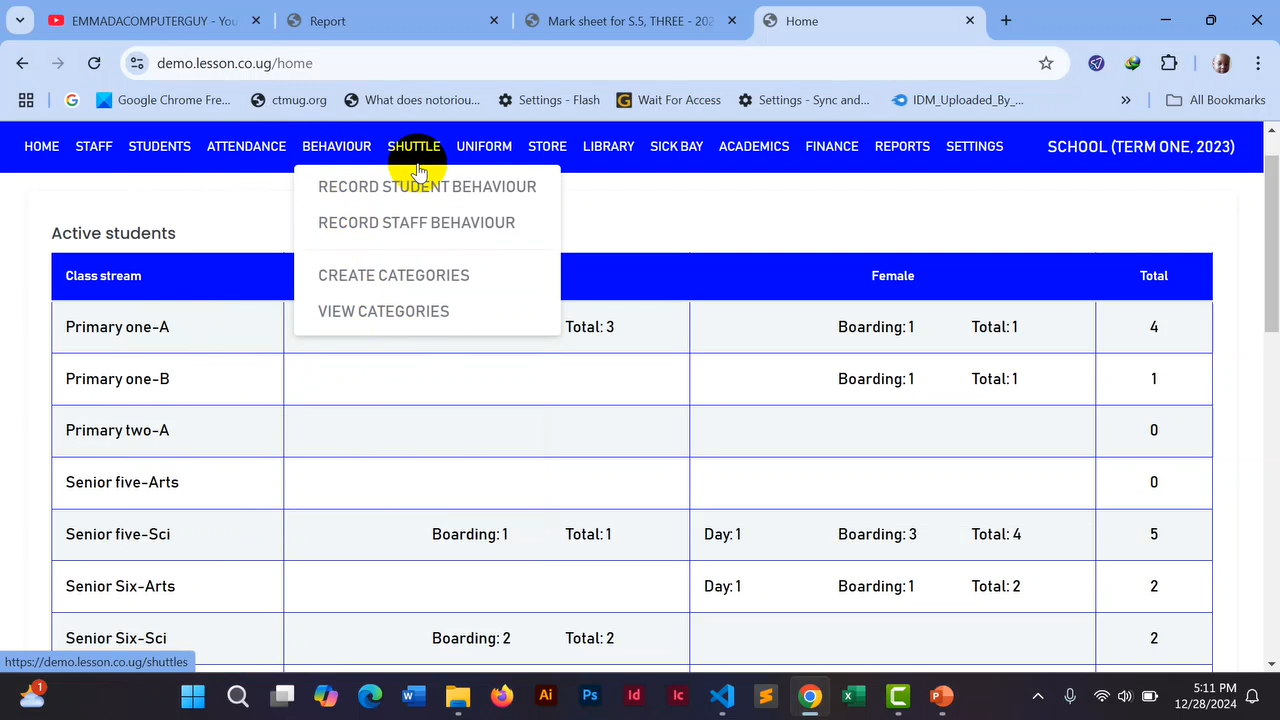 EMMADACOMPUTERGUY - You
Report
Mark sheet for S.5, THREE - 202
Home
demo.lesson.co.ug/home
Google Chrome Fre...
ctmug.org
What does notoriou...
Settings - Flash
Wait For Access
Settings - Sync and...
IDM_Uploaded_By_...
All Bookmarks
HOME STAFF STUDENTS ATTENDANCE BEHAVIOUR SHUTTLE UNIFORM STORE LIBRARY SICK BAY ACADEMICS FINANCE REPORTS SETTINGS SCHOOL (TERM ONE, 2023)
RECORD STUDENT BEHAVIOUR
RECORD STAFF BEHAVIOUR
CREATE CATEGORIES
VIEW CATEGORIES
Active students
Class stream Female Total
Primary one-A Total: 3 Boarding: 1 Total: 1 4
Primary one-B Boarding: 1 Total: 1 1
Primary two-A 0
Senior five-Arts 0
Senior five-Sci Boarding: 1 Total: 1 Day: 1 Boarding: 3 Total: 4 5
Senior Six-Arts Day: 1 Boarding: 1 Total: 2 2
Senior Six-Sci Boarding: 2 Total: 2 2
https://demo.lesson.co.ug/shuttles
1
5:11 PM
12/28/2024